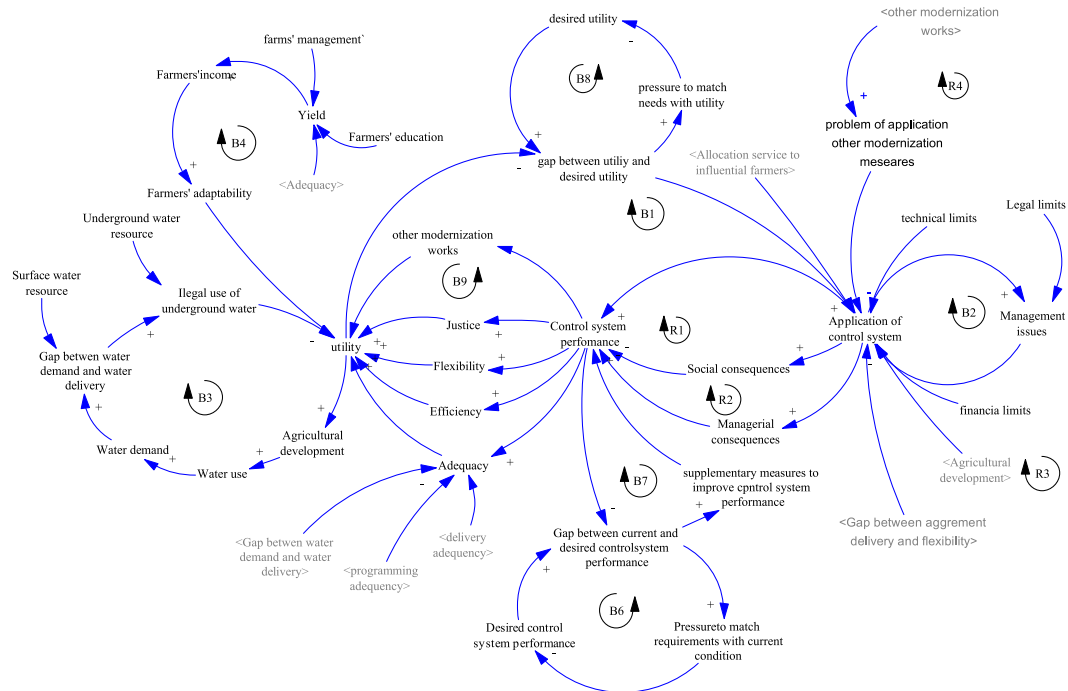 desired utility
<other modernization
works>
farms' management`
B8
Farmers'income
R4
pressure to match
needs with utility
Yield
problem of application
other modernization
meseares
B4
Farmers' education
gap between utiliy and
desired utility
<Allocation service to
influential farmers>
<Adequacy>
Farmers' adaptability
Legal limits
Underground water
resource
B1
technical limits
other modernization
works
Surface water
resource
B9
Ilegal use of
underground water
B2
Management
issues
Justice
Control system
perfomance
R1
Application of
control system
utility
Gap betwen water
demand and water
delivery
Flexibility
Social consequences
B3
R2
Efficiency
financia limits
Managerial
consequences
Agricultural
development
Water demand
Water use
Adequacy
<Agricultural
development>
R3
B7
supplementary measures to
improve cpntrol system
performance
<Gap between water
demand and water
delivery>
<delivery
adequency>
<programming
adequency>
Gap between current and
desired controlsystem
performance
<Gap between aggrement
delivery and flexibility>
B6
Desired control
system performance
Pressureto match
requirements with current
condition